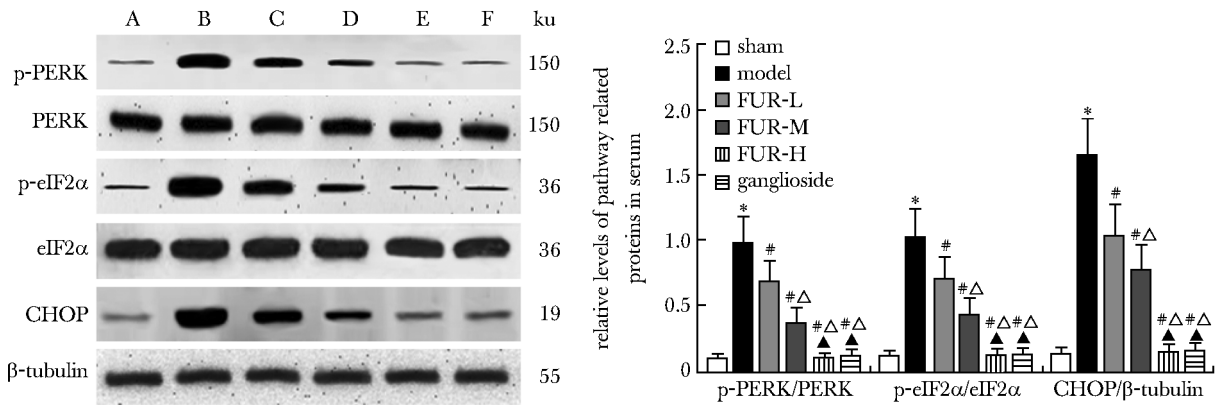 A B C D E F ku
p-PERK 150
PERK 150
p-eIF2α 36
eIF2α 36
CHOP 19
β-tubulin 55
relative levels of pathway related
proteins in serum
2.5
2.0
1.5
1.0
0.5
0
sham
model
FUR-L
FUR-M
FUR-H
ganglioside
* # #△ #△▲ #△▲
* # #△ #△▲ #△▲
* # #△ #△▲ #△▲
p-PERK/PERK p-eIF2α/eIF2α CHOP/β-tubulin